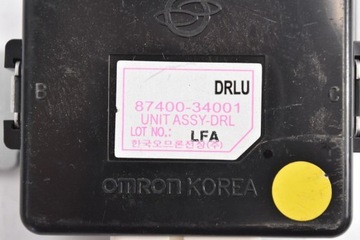 DRLU
87400-34001
UNIT ASSY-DRL
LOT NO.: LFA
한국오므론전장(주)
B
C
omron KOREA